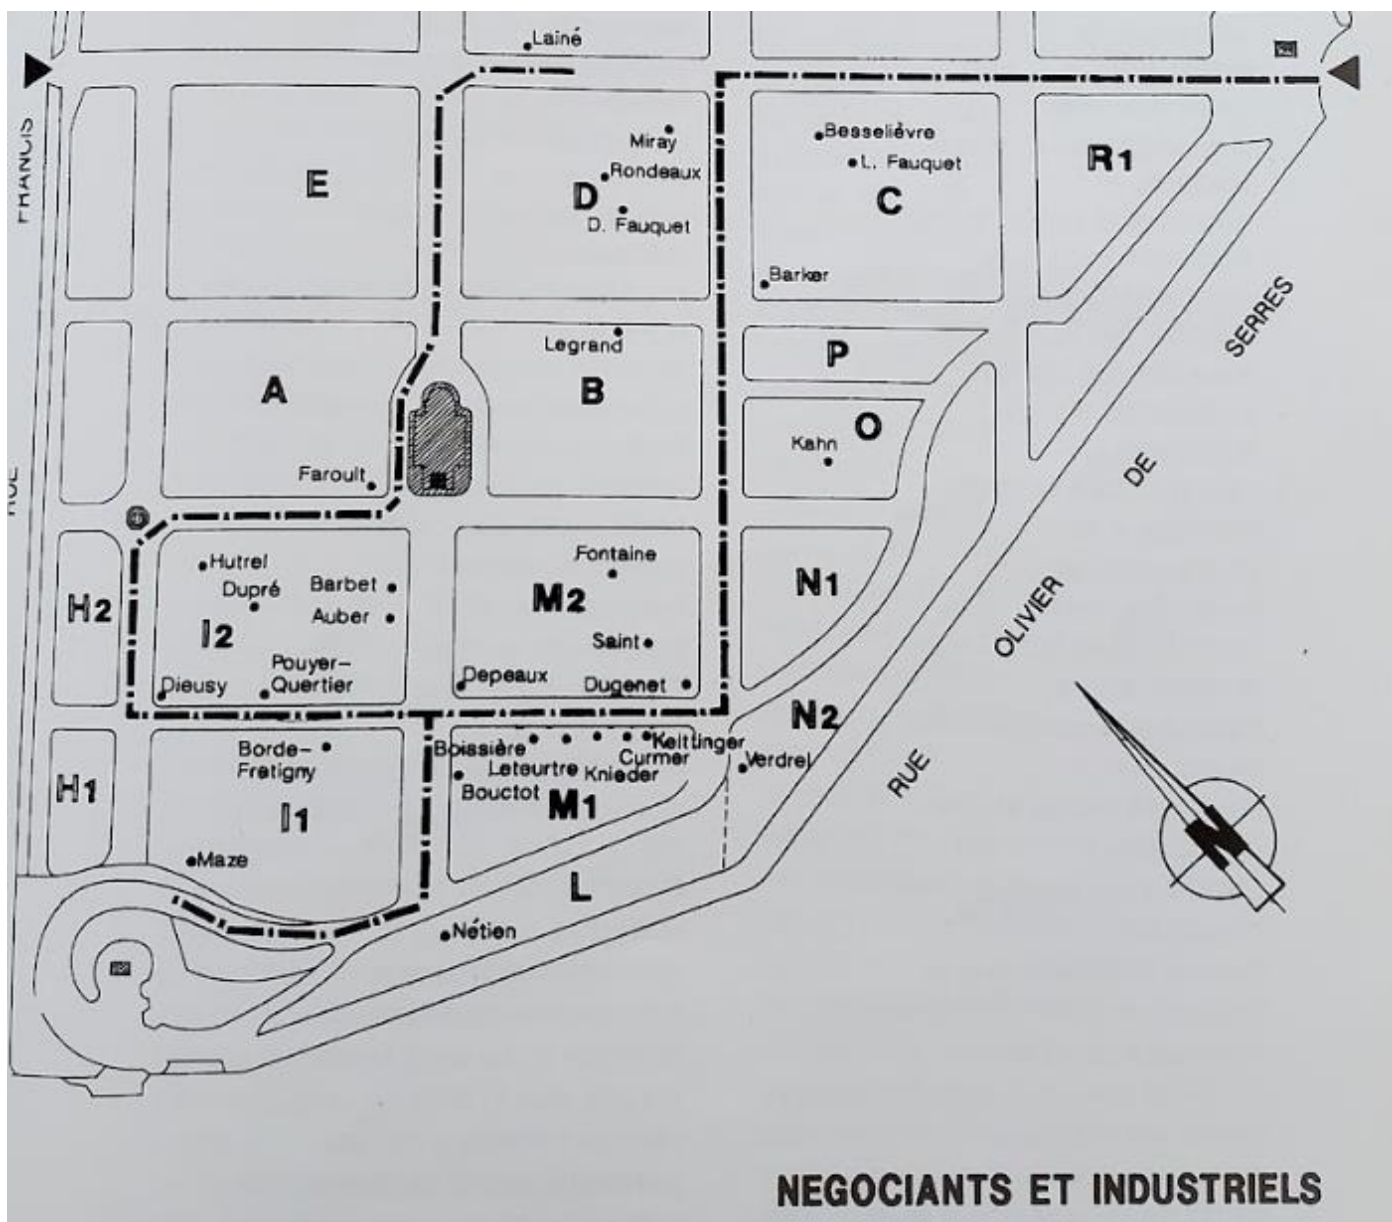 Lainé
FRANCIS
Miray
Besselièvre
Rondeaux
L. Fauquet
E
D
C
R1
D. Fauquet
Barker
Legrand
P
A
B
O
Kahn
Faroult
SERRES
DE
OLIVIER
RUE
RUE
Hutrel
Dupré
Barbet
Auber
H2
I2
Pouyer-
Quertier
Dieusy
Fontaine
M2
Saint
Depeaux
Dugenet
N1
N2
Borde-
Fretigny
H1
I1
Maze
Boissière
Leteurtre
Knieder
Curmer
Keittinger
Bouctot
M1
Verdrel
L
Nétien
N
NEGOCIANTS ET INDUSTRIELS